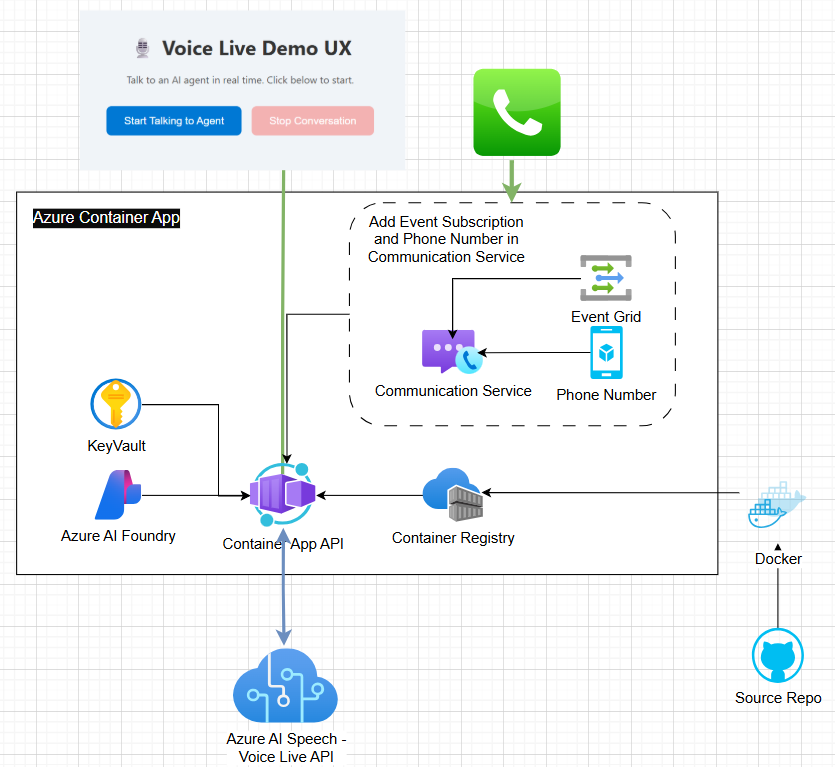 Voice Live Demo UX
Talk to an AI agent in real time. Click below to start.
Start Talking to Agent
Stop Conversation
Azure Container App
Add Event Subscription
and Phone Number in
Communication Service
Event Grid
Communication Service
Phone Number
KeyVault
Azure AI Foundry
Container App API
Container Registry
Docker
Source Repo
Azure AI Speech -
Voice Live API